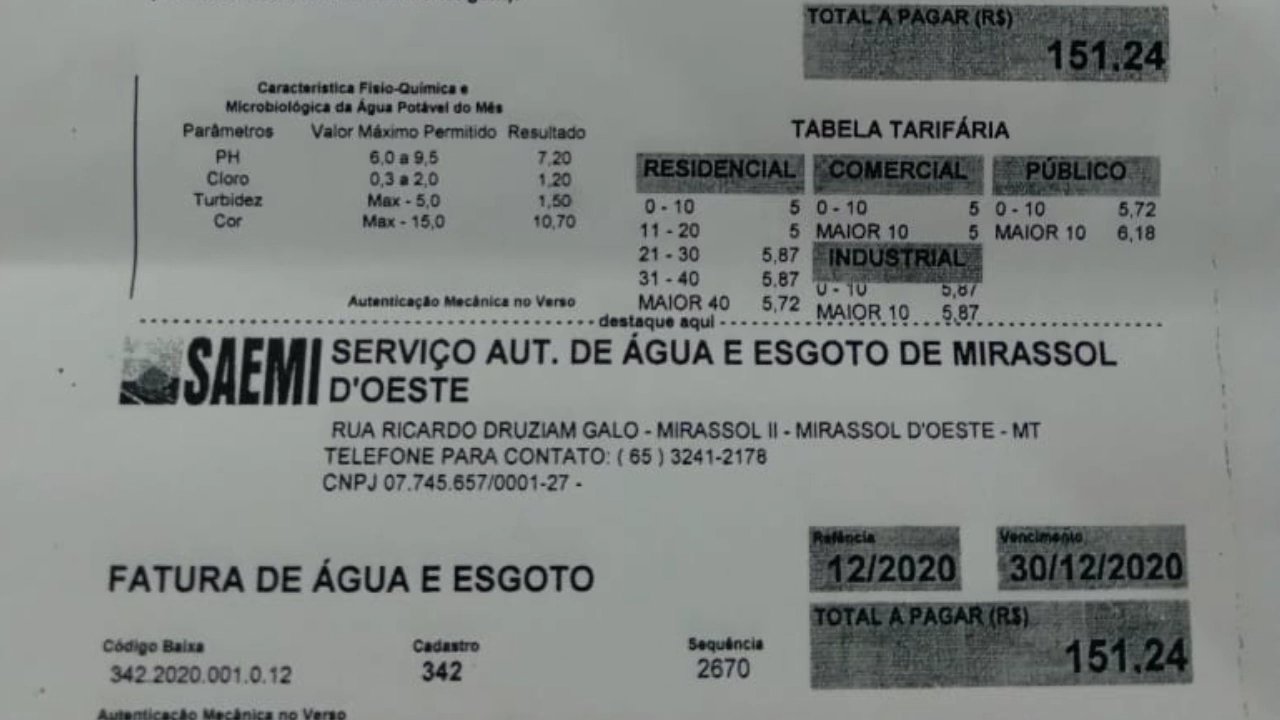 TOTAL A PAGAR (R$)
151.24
Característica Fisio-Química e
Microbiológica da Água Potável do Mês
Parâmetros Valor Máximo Permitido Resultado
PH 6,0 a 9,5 7,20
Cloro 0,3 a 2,0 1,20
Turbidez Max - 5,0 1,50
Cor Max - 15,0 10,70
Autenticação Mecânica no Verso
TABELA TARIFÁRIA
RESIDENCIAL COMERCIAL PÚBLICO
0 - 10 5 0 - 10 5 0 - 10 5,72
11 - 20 5 MAIOR 10 5 MAIOR 10 6,18
21 - 30 5,87 INDUSTRIAL
31 - 40 5,87 0 - 10 5,87
MAIOR 40 5,72 MAIOR 10 5,87
destaque aqui
SAEMI SERVIÇO AUT. DE ÁGUA E ESGOTO DE MIRASSOL
D'OESTE
RUA RICARDO DRUZIAM GALO - MIRASSOL II - MIRASSOL D'OESTE - MT
TELEFONE PARA CONTATO: ( 65 ) 3241-2178
CNPJ 07.745.657/0001-27 -
Refência Vencimento
12/2020 30/12/2020
FATURA DE ÁGUA E ESGOTO
TOTAL A PAGAR (R$)
151.24
Código Baixa Cadastro Sequência
342.2020.001.0.12 342 2670
Autenticação Mecânica no Verso